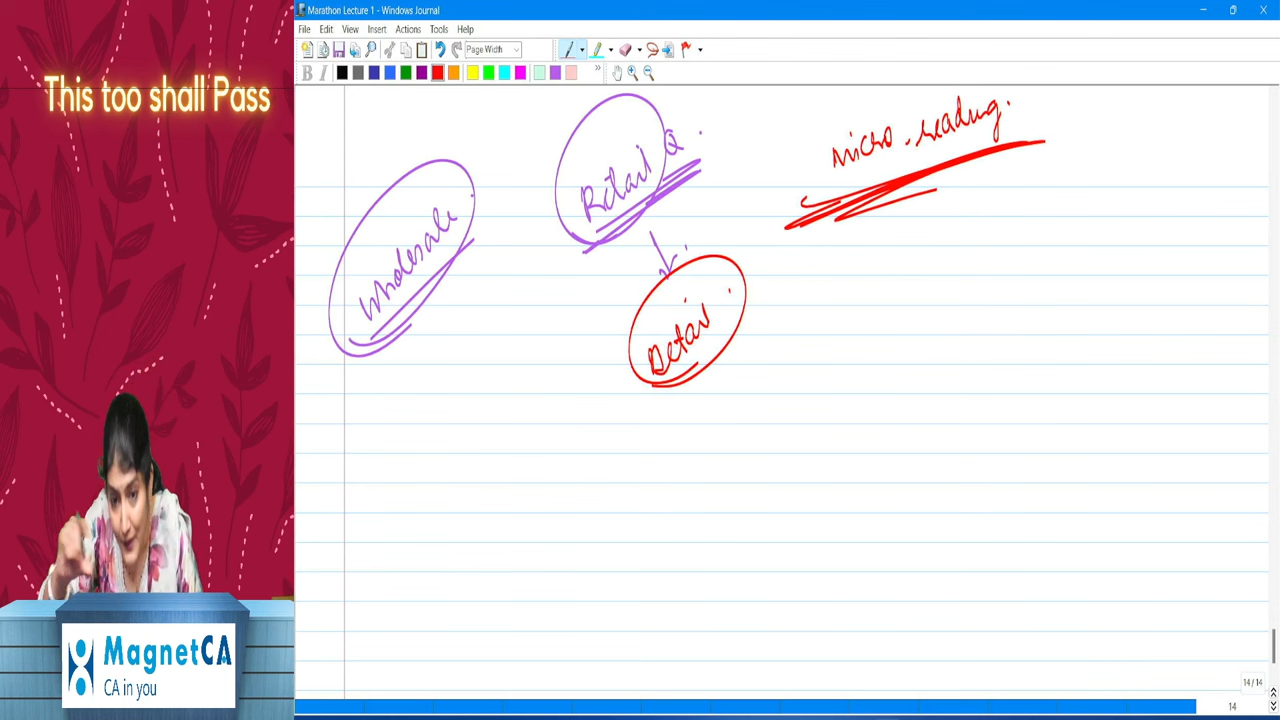 This too shall Pass
Marathon Lecture 1 - Windows Journal
File Edit View Insert Actions Tools Help
Page Width
B I
micro - reading.
Retail Q.
Wholesale.
Detail.
MagnetCA
CA in you
14 / 14
14